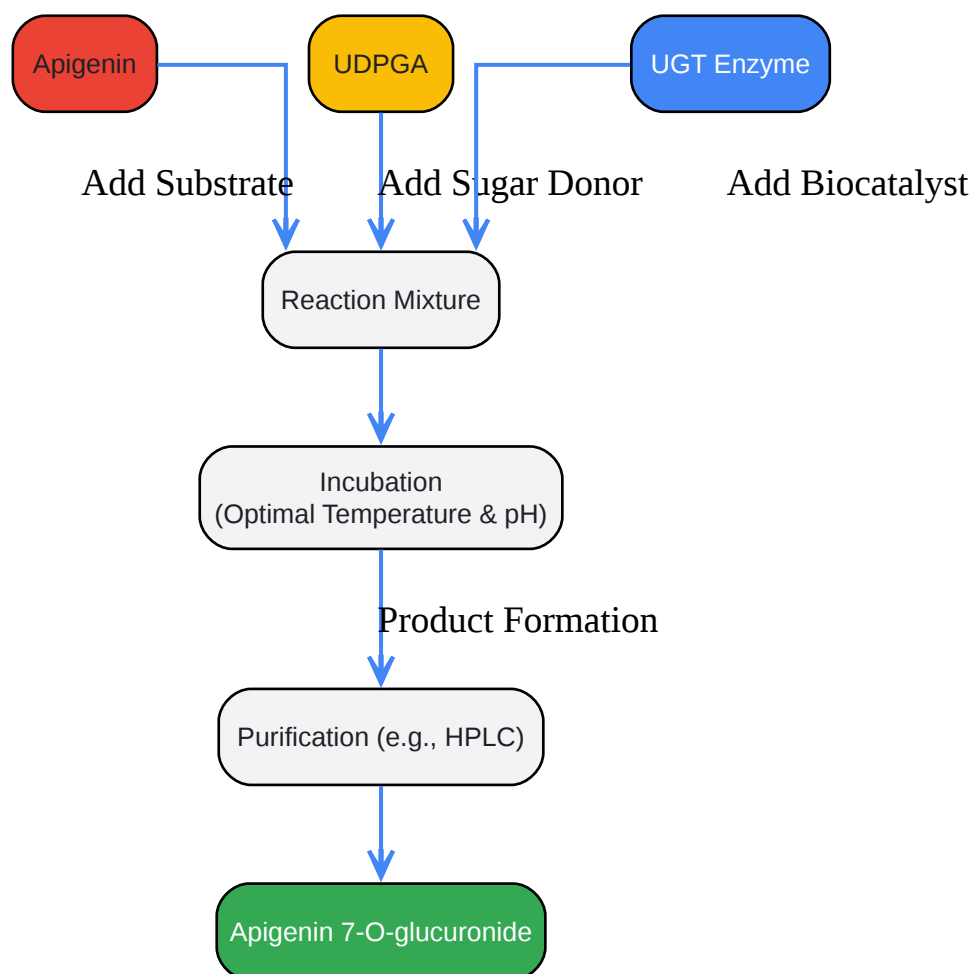 Apigenin
UDPGA
UGT Enzyme
Add Substrate
Add Sugar Donor
Add Biocatalyst
Reaction Mixture
Incubation
(Optimal Temperature & pH)
Product Formation
Purification (e.g., HPLC)
Apigenin 7-O-glucuronide